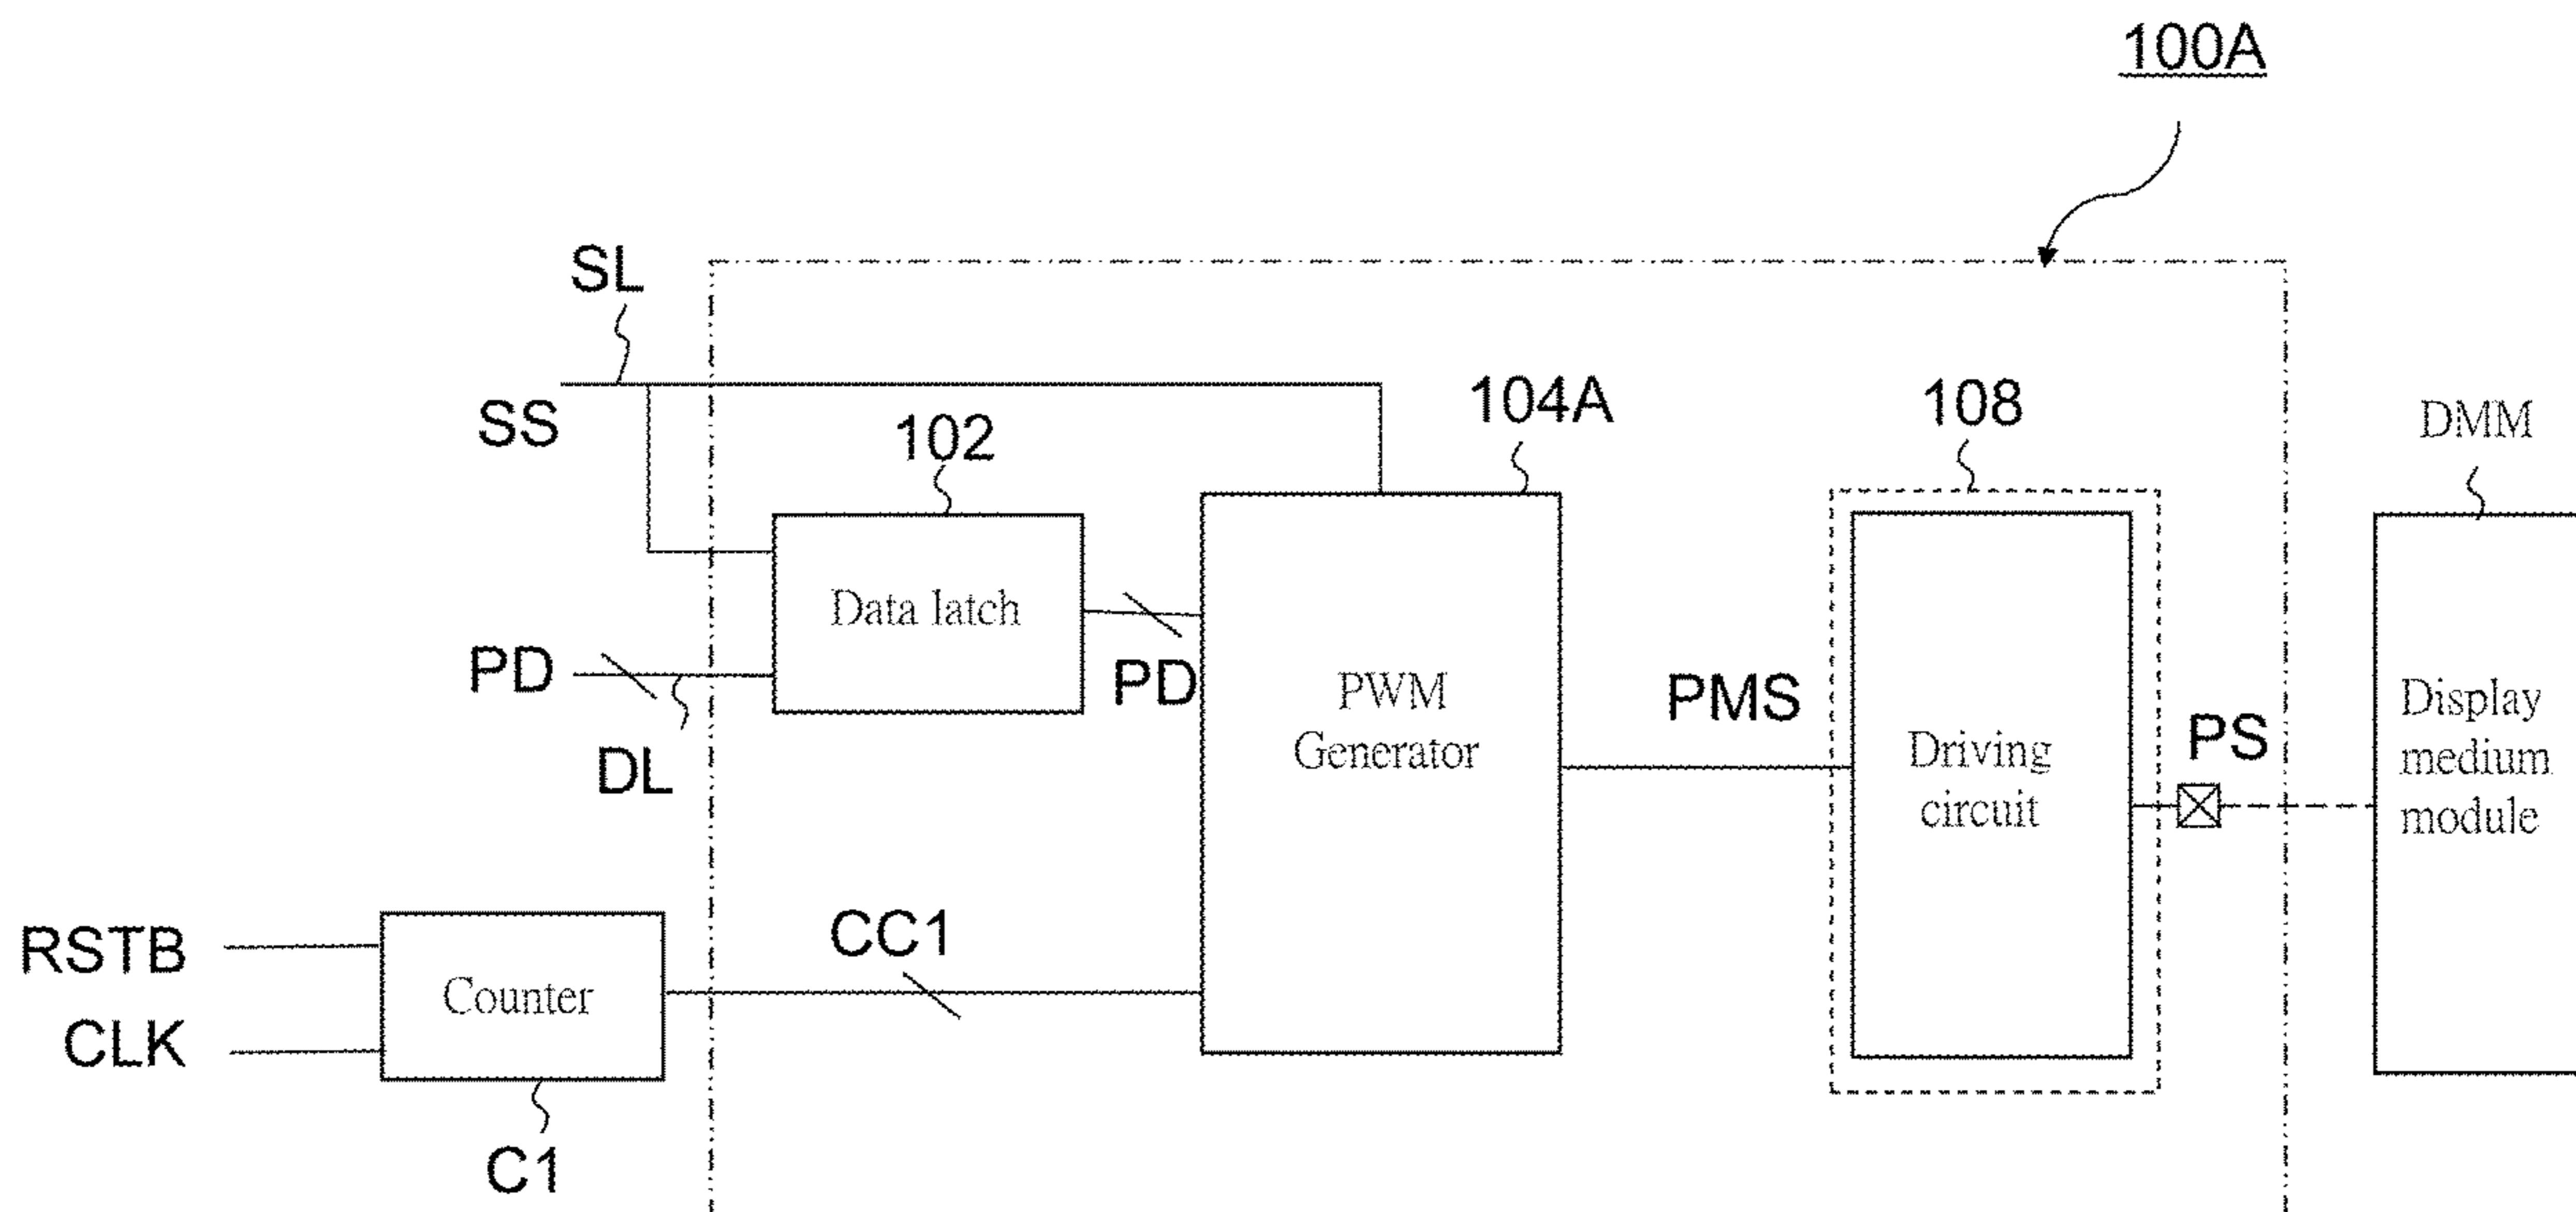 100A
SL
SS
102
104A
108
DMM
Data latch
PD
PD
DL
PWM
Generator
PMS
Driving
circuit
PS
Display
medium
module
RSTB
CLK
Counter
CC1
C1